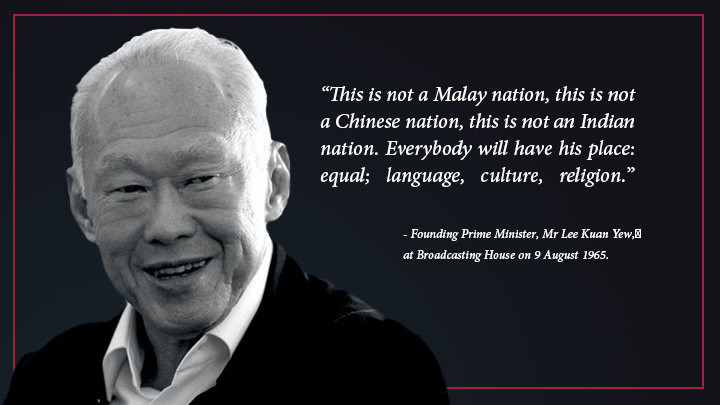 “This is not a Malay nation, this is not
a Chinese nation, this is not an Indian
nation. Everybody will have his place:
equal; language, culture, religion.”
- Founding Prime Minister, Mr Lee Kuan Yew,
at Broadcasting House on 9 August 1965.